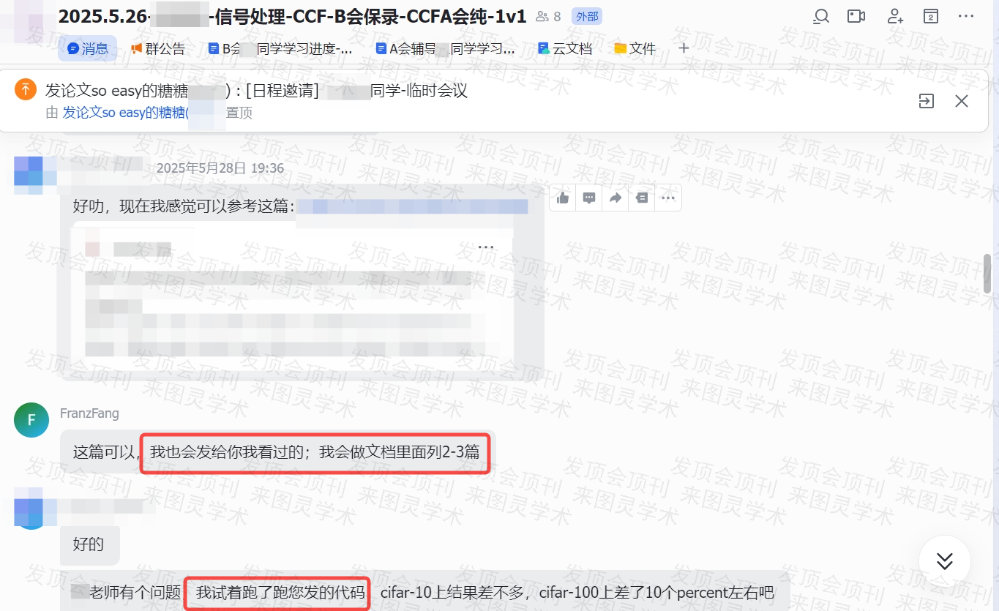 2025.5.26- -信号处理-CCF-B会保录-CCFA会纯-1v1 8 外部
消息 群公告 B会 同学学习进度-... A会辅导 同学学习... 云文档 文件
发论文so easy的糖糖 ) : [日程邀请] 同学-临时会议
由 发论文so easy的糖糖( 置顶
2025年5月28日 19:36
好叻，现在我感觉可以参考这篇：
FranzFang
F
这篇可以，我也会发给你我看过的；我会做文档里面列2-3篇
好的
老师有个问题 我试着跑了跑您发的代码 cifar-10上结果差不多，cifar-100上差了10个percent左右吧
发顶会顶刊
来图灵学术